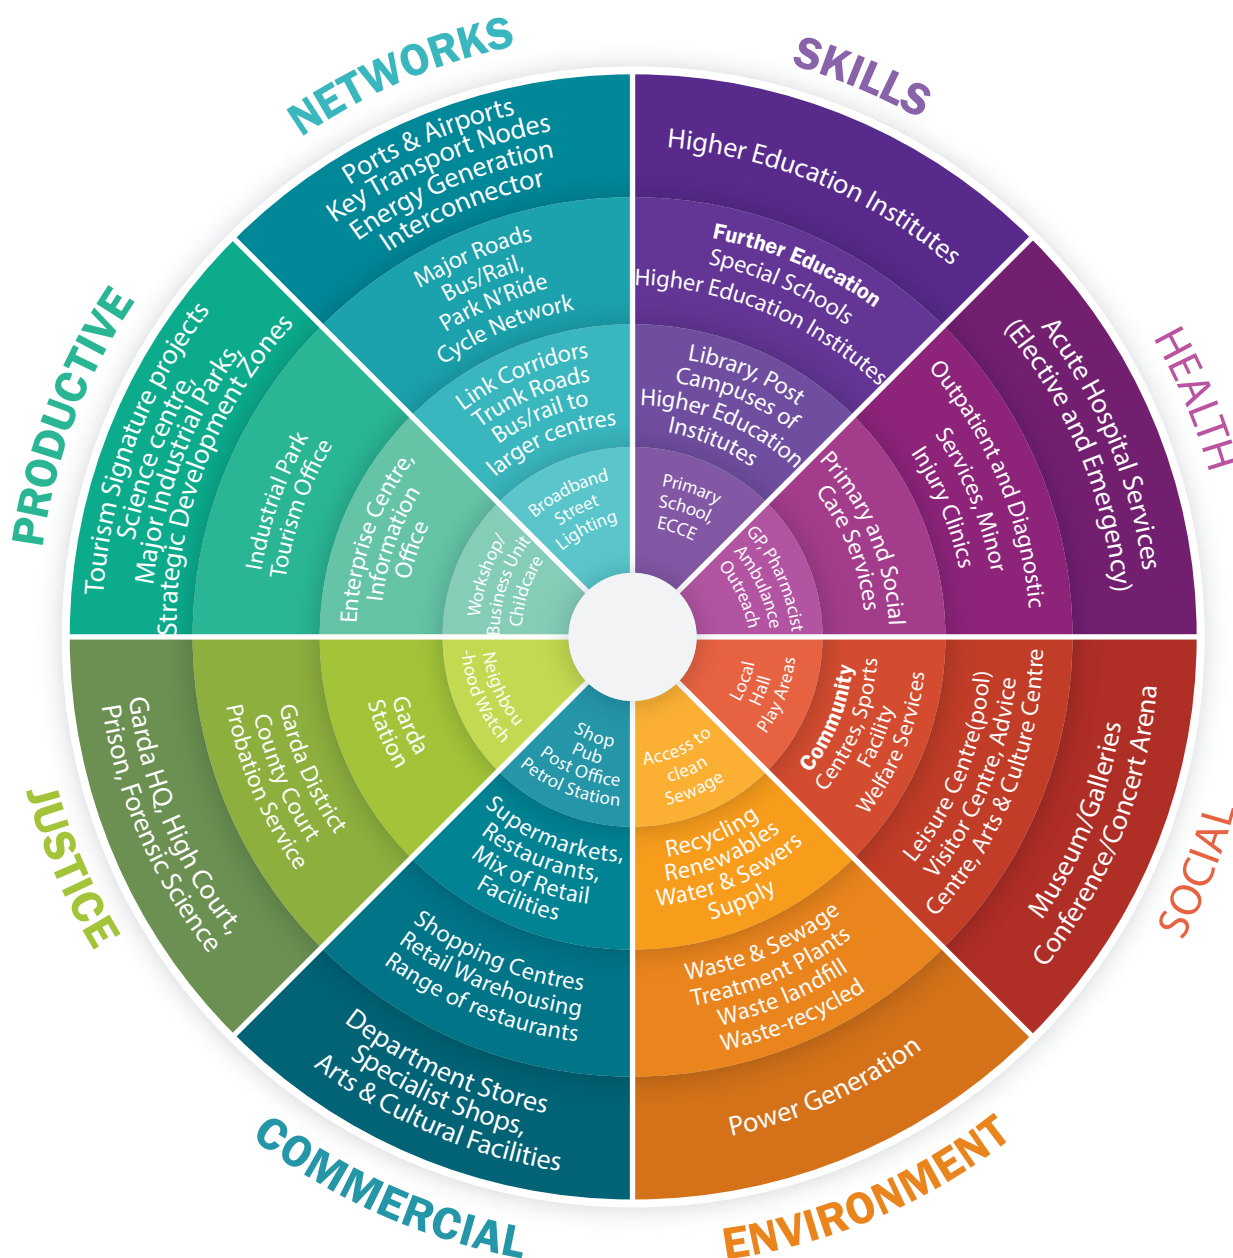 NETWORKS
Ports & Airports
Key Transport Nodes
Energy Generation
Interconnector
Major Roads
Bus/Rail,
Park N'Ride
Cycle Network
Link Corridors
Trunk Roads
Bus/rail to
larger centres
Broadband
Street
Lighting
SKILLS
Higher Education Institutes
Further Education
Special Schools
Higher Education Institutes
Library, Post
Campuses of
Higher Education
Institutes
Primary
School,
ECCE
HEALTH
Acute Hospital Services
(Elective and Emergency)
Outpatient and Diagnostic
Services, Minor
Injury Clinics
Primary and Social
Care Services
GP, Pharmacist
Ambulance
Outreach
SOCIAL
Museum/Galleries
Conference/Concert Arena
Leisure Centre(pool)
Visitor Centre, Advice
Centre, Arts & Culture Centre
Community
Centres, Sports
Facility
Welfare Services
Local
Hall
Play Areas
ENVIRONMENT
Access to
clean
Sewage
Recycling
Renewables
Water & Sewers
Supply
Waste & Sewage
Treatment Plants
Waste landfill
Waste-recycled
Power Generation
COMMERCIAL
Shop
Pub
Post Office
Petrol Station
Supermarkets,
Restaurants,
Mix of Retail
Facilities
Shopping Centres
Retail Warehousing
Range of restaurants
Department Stores
Specialist Shops,
Arts & Cultural Facilities
JUSTICE
Garda HQ, High Court,
Prison, Forensic Science
Garda District
County Court
Probation Service
Garda
Station
Neighbou
-hood Watch
PRODUCTIVE
Tourism Signature projects
Science centre,
Major Industrial Parks,
Strategic Development Zones
Industrial Park
Tourism Office
Enterprise Centre,
Information
Office
Workshop/
Business Unit
Childcare